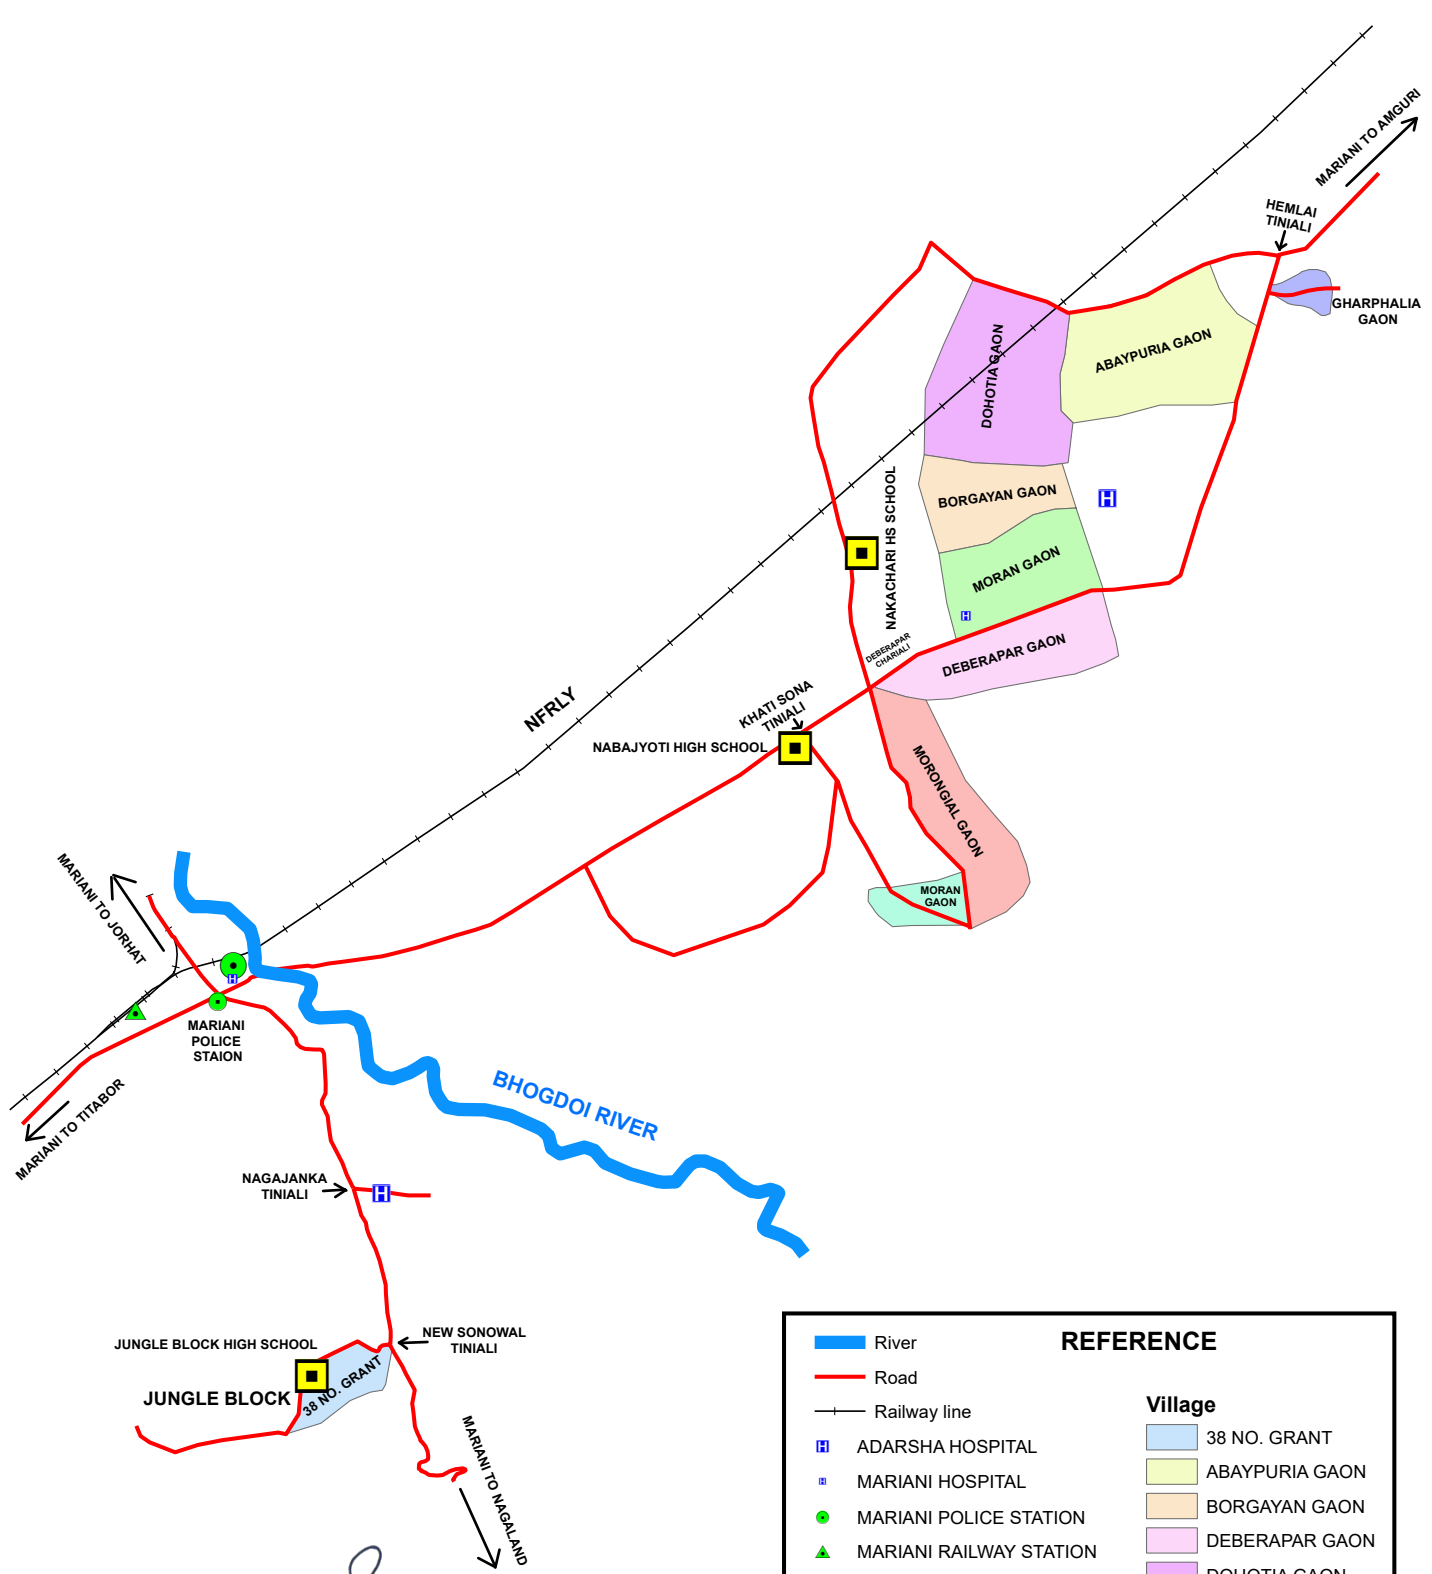 MARIANI TO AMGURI
HEMLAI
TINIALI
GHARPHALIA
GAON
ABAYPURIA GAON
DOHOTIA GAON
BORGAYAN GAON
NAKACHARI HS SCHOOL
MORAN GAON
DEBERAPAR
CHARIALI
DEBERAPAR GAON
NFRLY
KHATI SONA
TINIALI
NABAJYOTI HIGH SCHOOL
MORONGIAL GAON
MORAN
GAON
MARIANI TO JORHAT
MARIANI
POLICE
STAION
MARIANI TO TITABOR
BHOGDOI RIVER
NAGAJANKA
TINIALI
NEW SONOWAL
TINIALI
JUNGLE BLOCK HIGH SCHOOL
38 NO. GRANT
JUNGLE BLOCK
MARIANI TO NAGALAND
REFERENCE
River
Road
Railway line
ADARSHA HOSPITAL
MARIANI HOSPITAL
MARIANI POLICE STATION
MARIANI RAILWAY STATION
Village
38 NO. GRANT
ABAYPURIA GAON
BORGAYAN GAON
DEBERAPAR GAON
DOHOTIA GAON